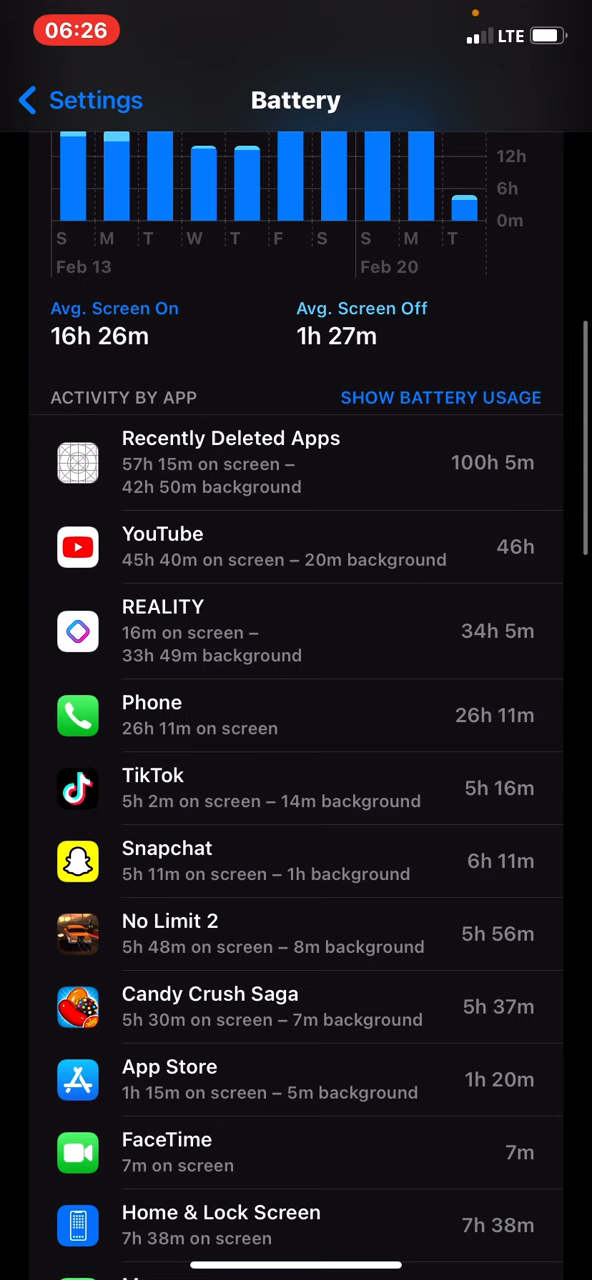 06:26
LTE
Settings
Battery
12h
6h
0m
S M T W T F S S M T
Feb 13 Feb 20
Avg. Screen On Avg. Screen Off
16h 26m 1h 27m
ACTIVITY BY APP SHOW BATTERY USAGE
Recently Deleted Apps
57h 15m on screen –
42h 50m background
100h 5m
YouTube
45h 40m on screen – 20m background
46h
REALITY
16m on screen –
33h 49m background
34h 5m
Phone
26h 11m on screen
26h 11m
TikTok
5h 2m on screen – 14m background
5h 16m
Snapchat
5h 11m on screen – 1h background
6h 11m
No Limit 2
5h 48m on screen – 8m background
5h 56m
Candy Crush Saga
5h 30m on screen – 7m background
5h 37m
App Store
1h 15m on screen – 5m background
1h 20m
FaceTime
7m on screen
7m
Home & Lock Screen
7h 38m on screen
7h 38m